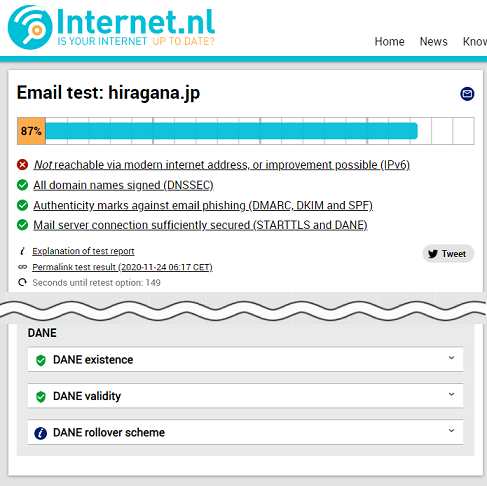 Internet.nl
IS YOUR INTERNET UP TO DATE?
Home News Know
Email test: hiragana.jp
87%
Not reachable via modern internet address, or improvement possible (IPv6)
All domain names signed (DNSSEC)
Authenticity marks against email phishing (DMARC, DKIM and SPF)
Mail server connection sufficiently secured (STARTTLS and DANE)
Explanation of test report
Tweet
Permalink test result (2020-11-24 06:17 CET)
Seconds until retest option: 149
DANE
DANE existence
DANE validity
DANE rollover scheme